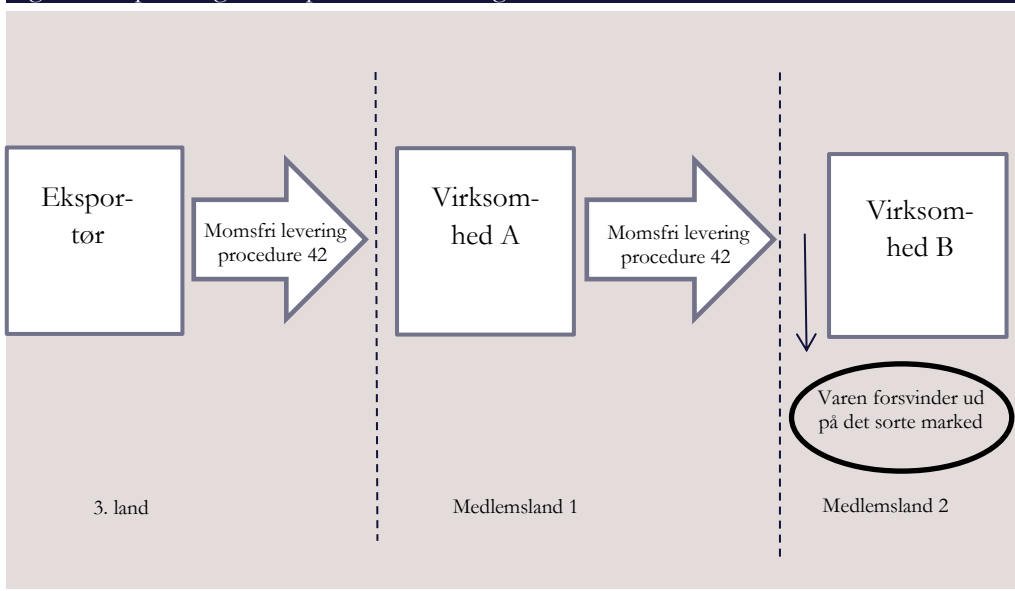 Ekspor-
tør
Momsfri levering
procedure 42
Virksom-
hed A
Momsfri levering
procedure 42
Virksom-
hed B
Varen forsvinder ud
på det sorte marked
3. land
Medlemsland 1
Medlemsland 2